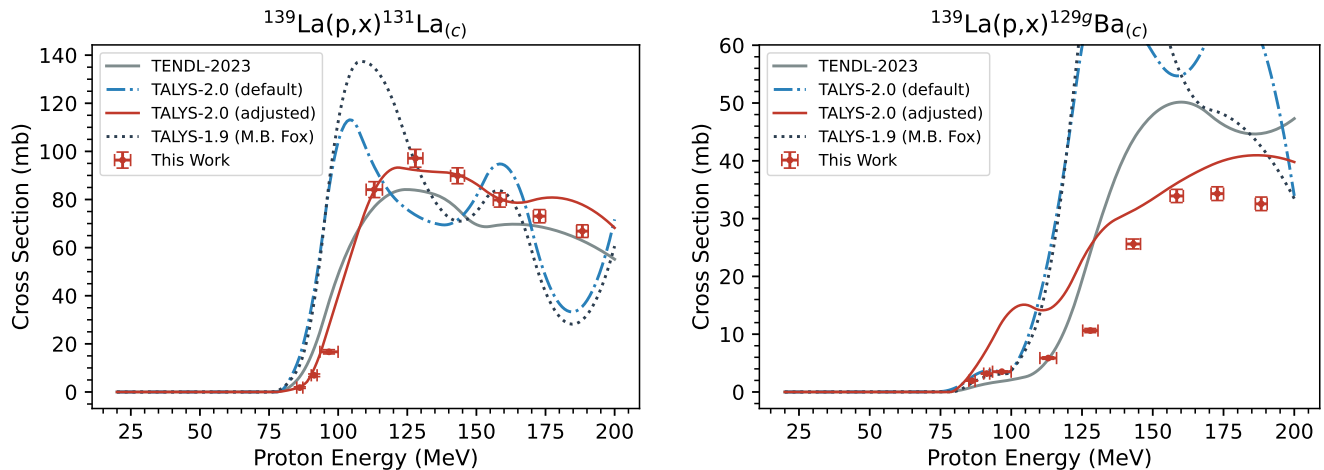 ¹³⁹La(p,x)¹³¹La₍c₎
TENDL-2023
TALYS-2.0 (default)
TALYS-2.0 (adjusted)
TALYS-1.9 (M.B. Fox)
This Work
Cross Section (mb)
140
120
100
80
60
40
20
0
25 50 75 100 125 150 175 200
Proton Energy (MeV)
¹³⁹La(p,x)¹²⁹ᵍBa₍c₎
TENDL-2023
TALYS-2.0 (default)
TALYS-2.0 (adjusted)
TALYS-1.9 (M.B. Fox)
This Work
Cross Section (mb)
60
50
40
30
20
10
0
25 50 75 100 125 150 175 200
Proton Energy (MeV)